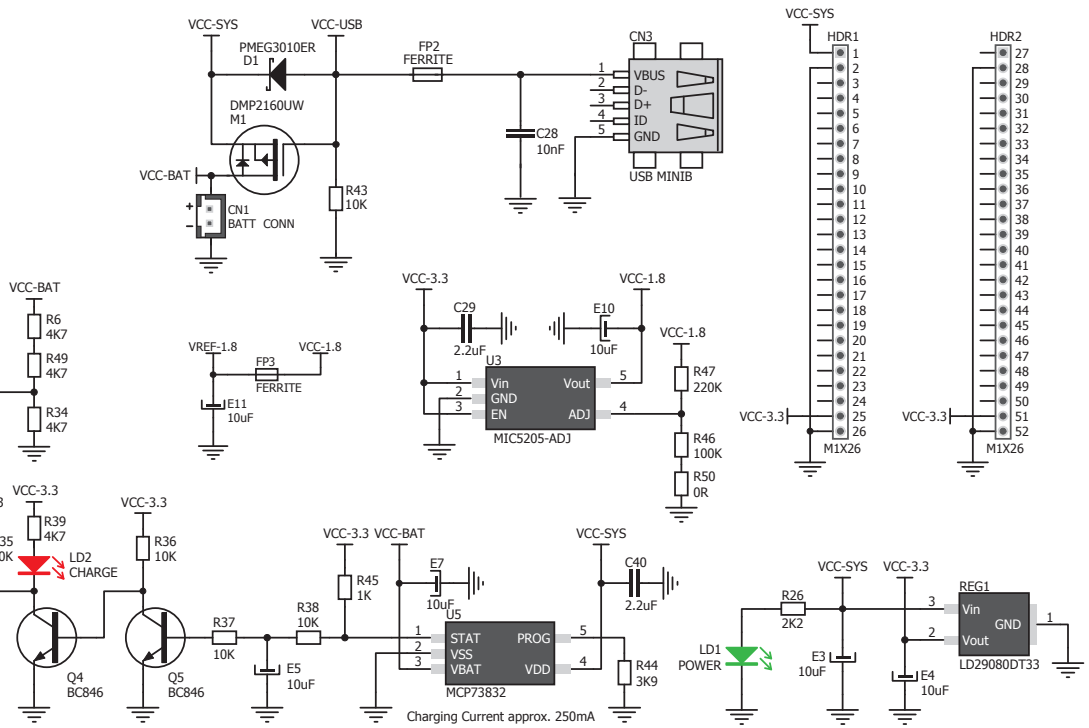 VCC-SYS
VCC-USB
PMEG3010ER
D1
DMP2160UW
M1
VCC-BAT
+
-
CN1
BATT CONN
R43
10K
FP2
FERRITE
C28
10nF
CN3
1 VBUS
2 D-
3 D+
4 ID
5 GND
USB MINIB
VCC-SYS
HDR1
1
2
3
4
5
6
7
8
9
10
11
12
13
14
15
16
17
18
19
20
21
22
23
24
VCC-3.3 25
26
M1X26
HDR2
27
28
29
30
31
32
33
34
35
36
37
38
39
40
41
42
43
44
45
46
47
48
49
50
VCC-3.3 51
52
M1X26
VCC-BAT
R6
4K7
R49
4K7
R34
4K7
VREF-1.8
VCC-1.8
FP3
FERRITE
E11
10uF
VCC-3.3
C29
2.2uF
E10
10uF
VCC-1.8
VCC-1.8
U3
1 Vin
2 GND
3 EN
Vout 5
ADJ 4
MIC5205-ADJ
R47
220K
R46
100K
R50
0R
3
35
0K
VCC-3.3
R39
4K7
LD2
CHARGE
VCC-3.3
R36
10K
Q4
BC846
Q5
BC846
R37
10K
R38
10K
E5
10uF
VCC-3.3
VCC-BAT
R45
1K
E7
10uF
VCC-SYS
C40
2.2uF
U5
1 STAT
2 VSS
3 VBAT
PROG 5
VDD 4
MCP73832
R44
3K9
Charging Current approx. 250mA
VCC-SYS
VCC-3.3
R26
2K2
LD1
POWER
E3
10uF
E4
10uF
REG1
3 Vin
2 Vout
GND 1
LD29080DT33